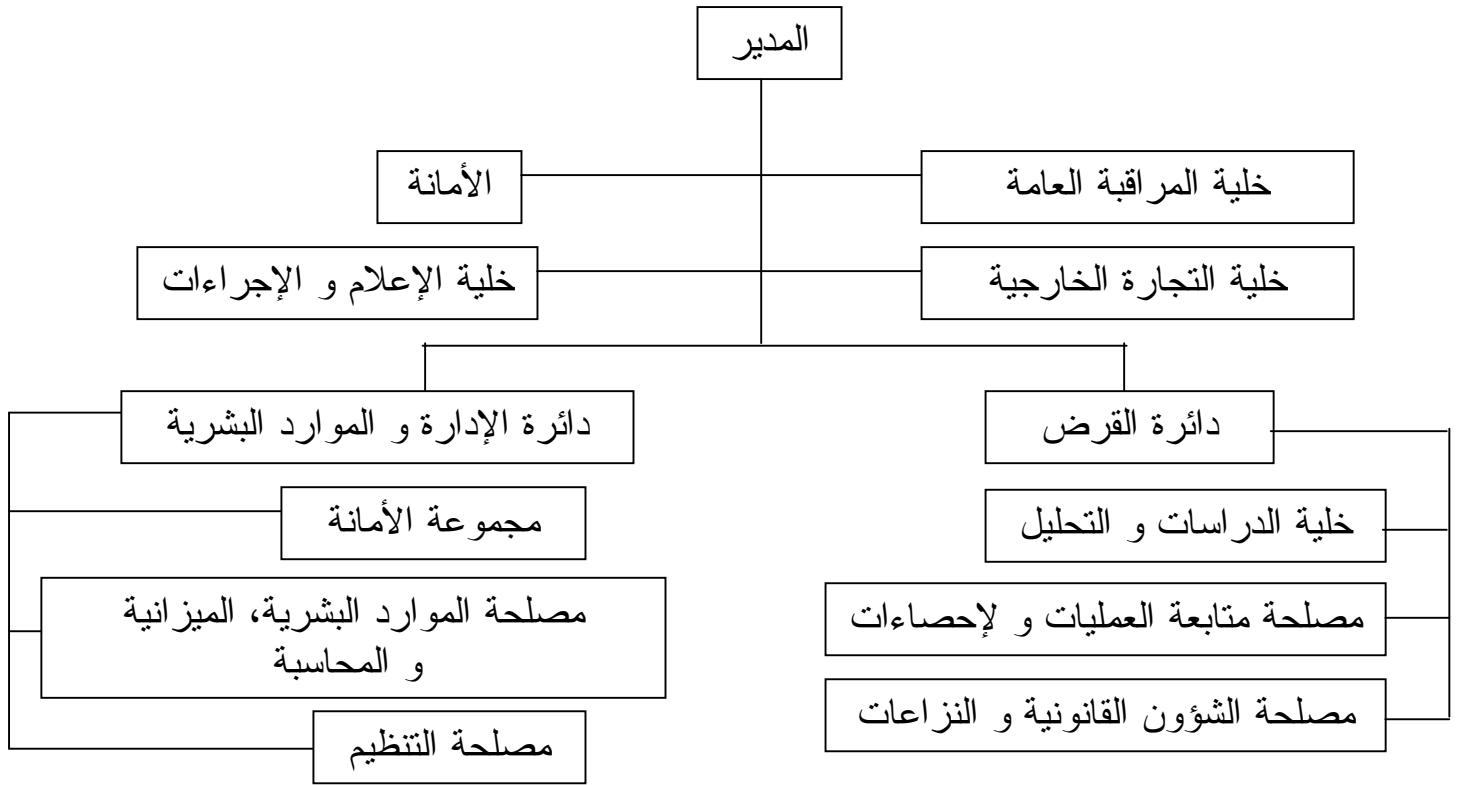 المدير
خلية المراقبة العامة
الأمانة
خلية التجارة الخارجية
خلية الإعلام و الإجراءات
دائرة القرض
دائرة الإدارة و الموارد البشرية
خلية الدراسات و التحليل
مجموعة الأمانة
مصلحة متابعة العمليات و لإحصاءات
مصلحة الموارد البشرية، الميزانية
و المحاسبة
مصلحة الشؤون القانونية و النزاعات
مصلحة التنظيم